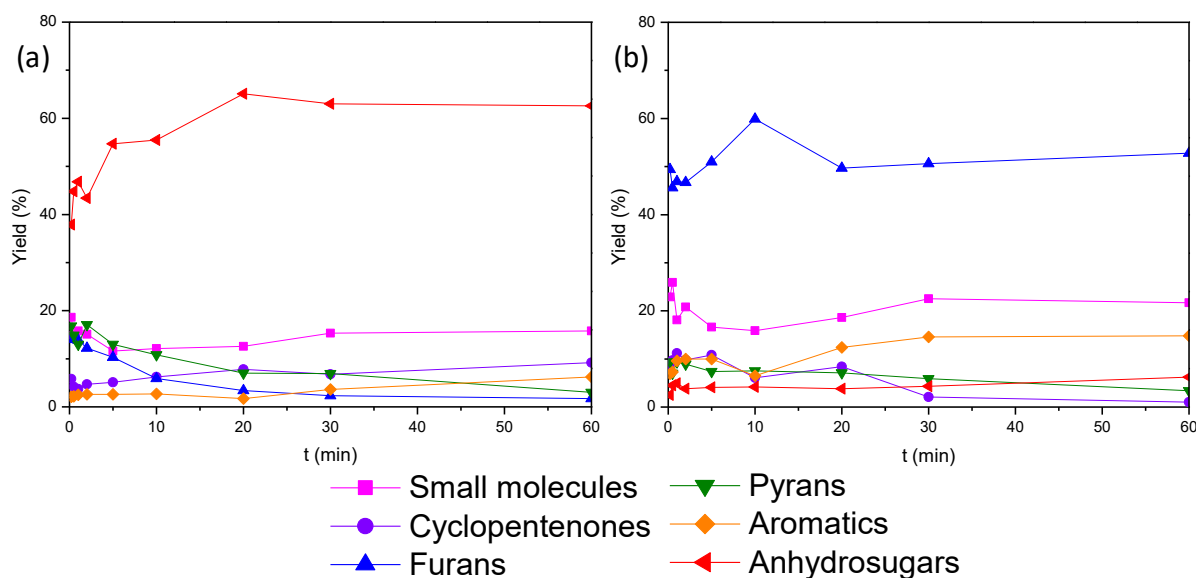 (a)
Yield (%)
80
60
40
20
0
0 10 20 30 40 50 60
t (min)
(b)
Yield (%)
80
60
40
20
0
0 10 20 30 40 50 60
t (min)
Small molecules
Cyclopentenones
Furans
Pyrans
Aromatics
Anhydrosugars